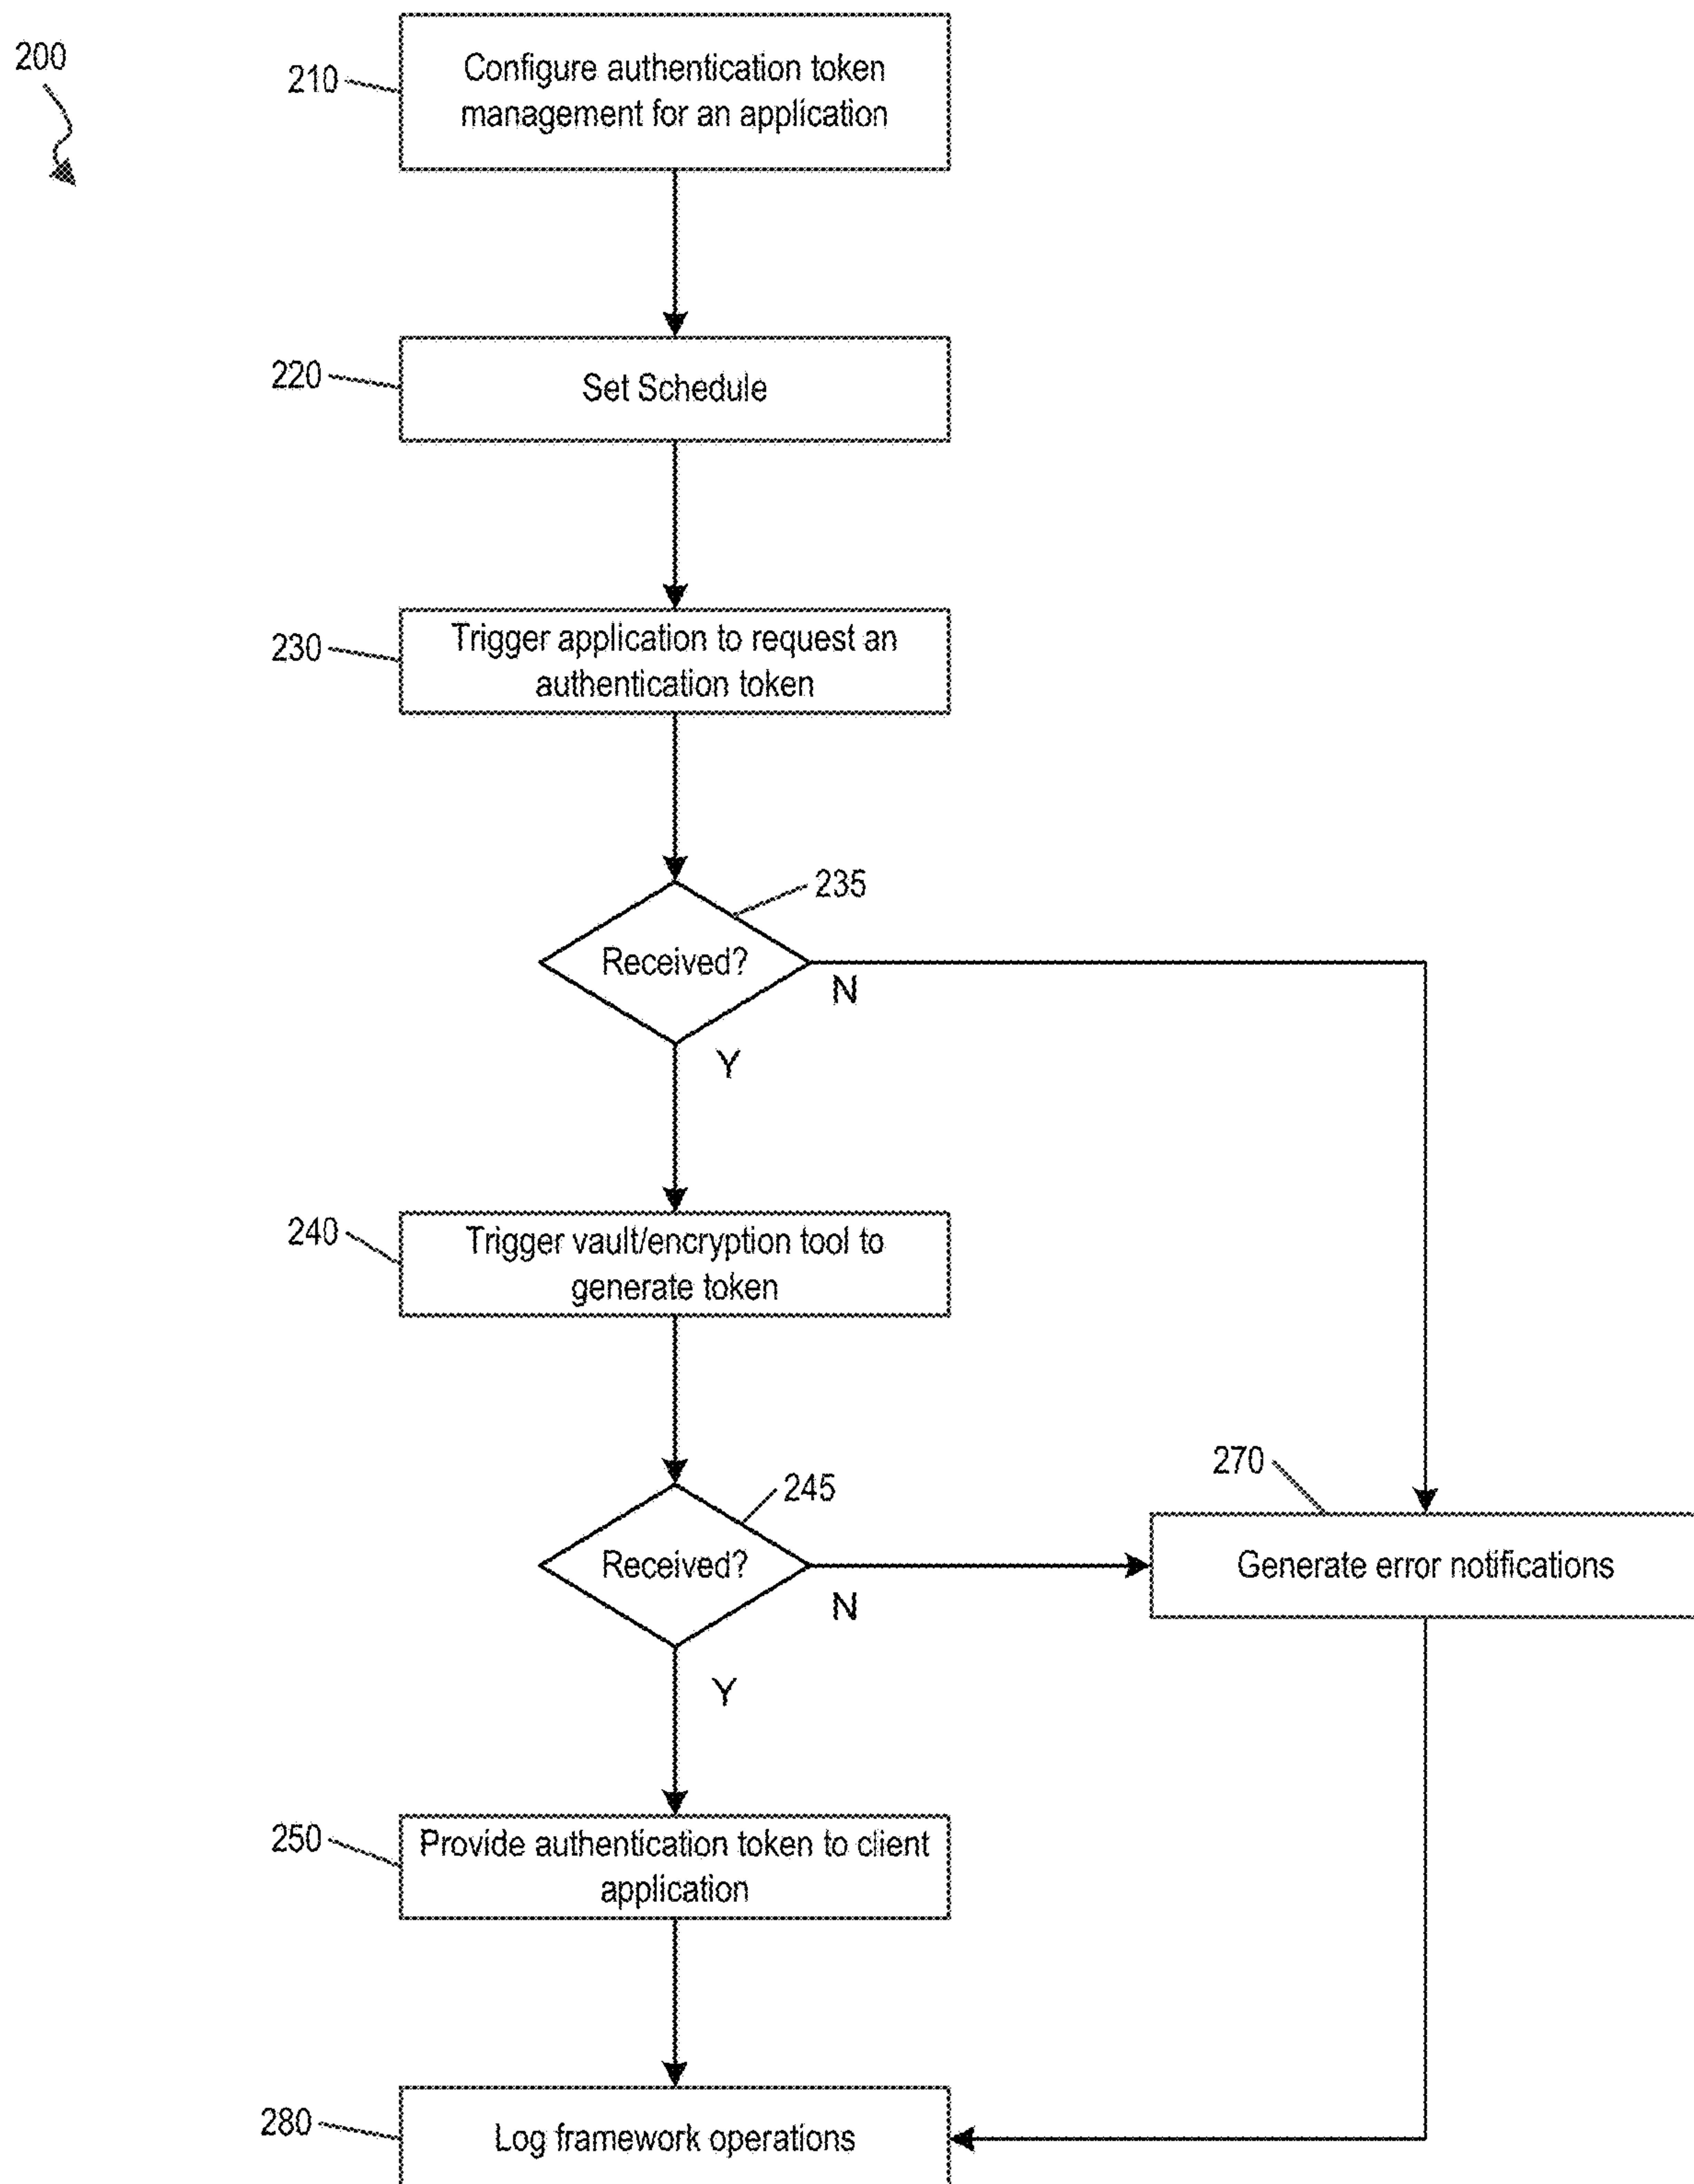 200
210
Configure authentication token
management for an application
220
Set Schedule
230
Trigger application to request an
authentication token
235
Received?
N
Y
240
Trigger vault/encryption tool to
generate token
245
Received?
N
Y
270
Generate error notifications
250
Provide authentication token to client
application
280
Log framework operations